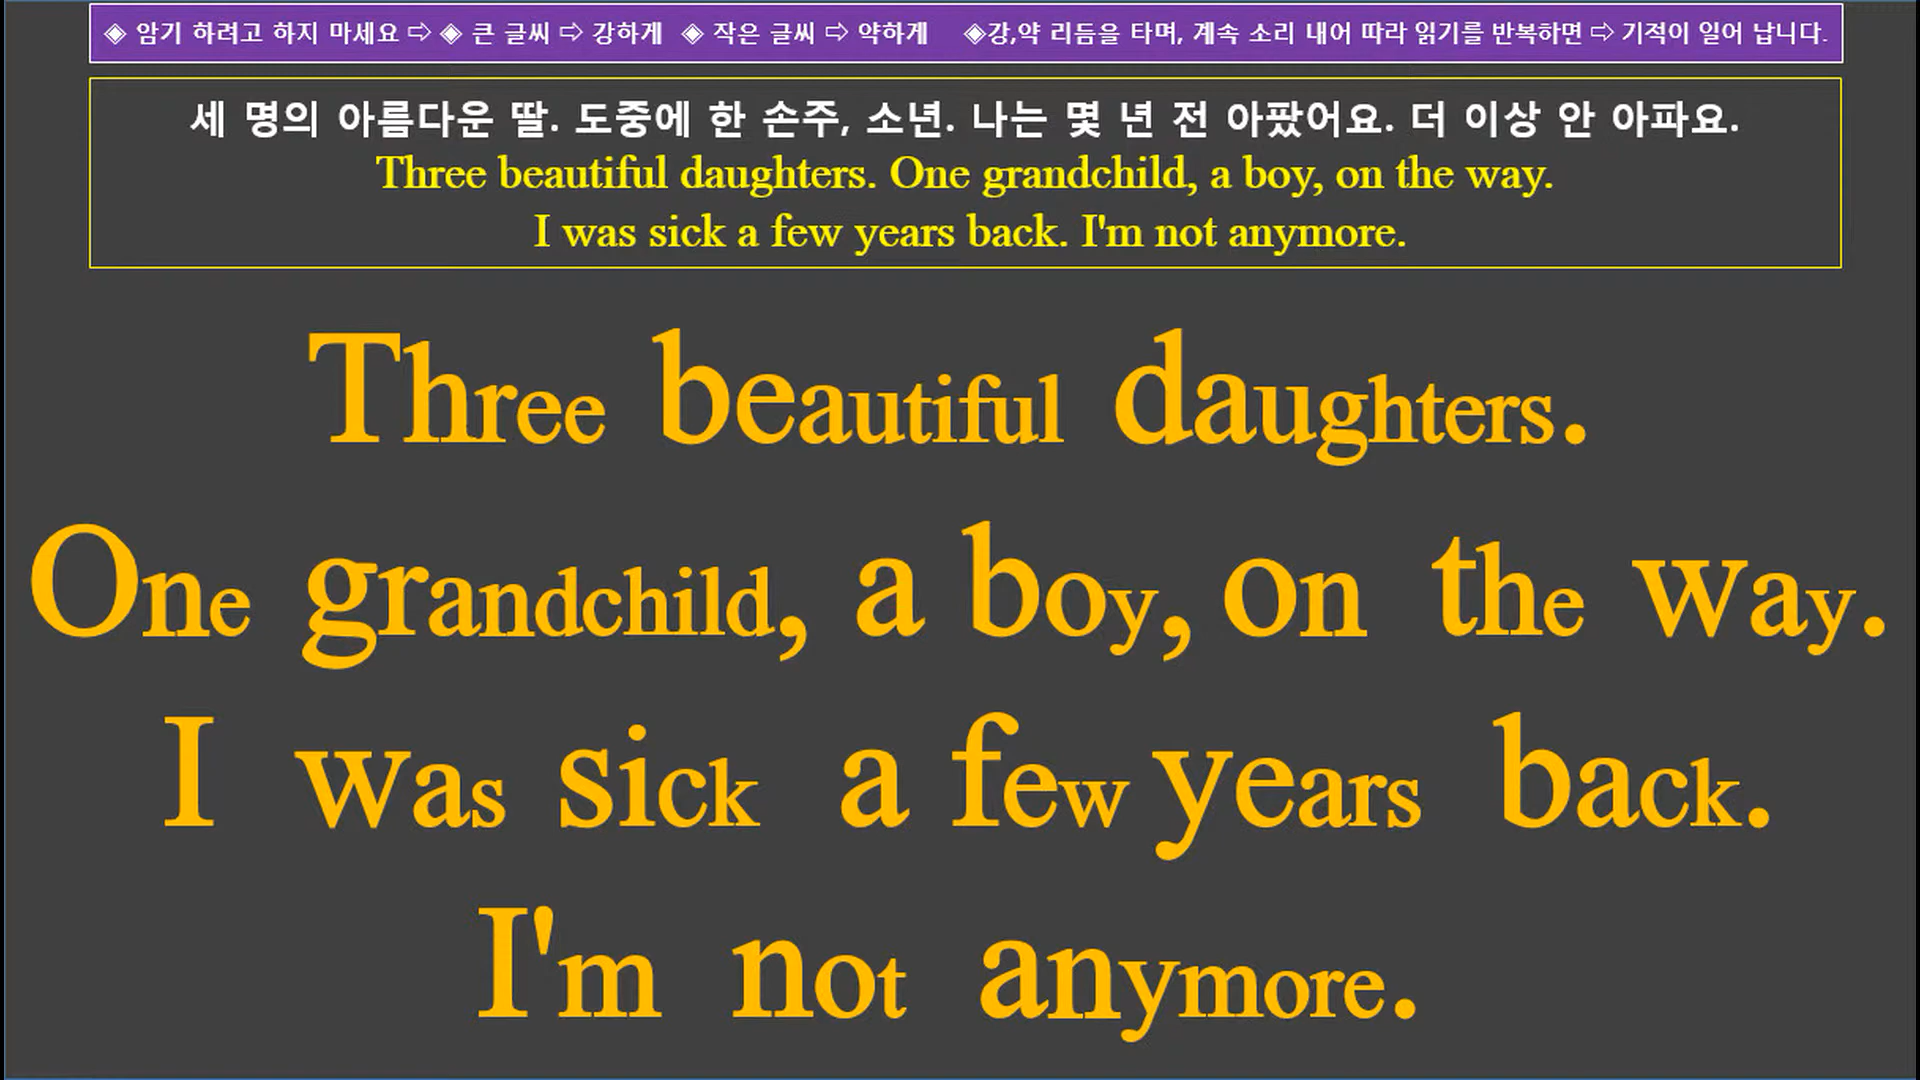 ◈ 암기 하려고 하지 마세요 ⇨ ◈ 큰 글씨 ⇨ 강하게 ◈ 작은 글씨 ⇨ 약하게 ◈강,약 리듬을 타며, 계속 소리 내어 따라 읽기를 반복하면 ⇨ 기적이 일어 납니다.
세 명의 아름다운 딸. 도중에 한 손주, 소년. 나는 몇 년 전 아팠어요. 더 이상 안 아파요.
Three beautiful daughters. One grandchild, a boy, on the way.
I was sick a few years back. I'm not anymore.
Three beautiful daughters.
One grandchild, a boy, on the way.
I was sick a few years back.
I'm not anymore.